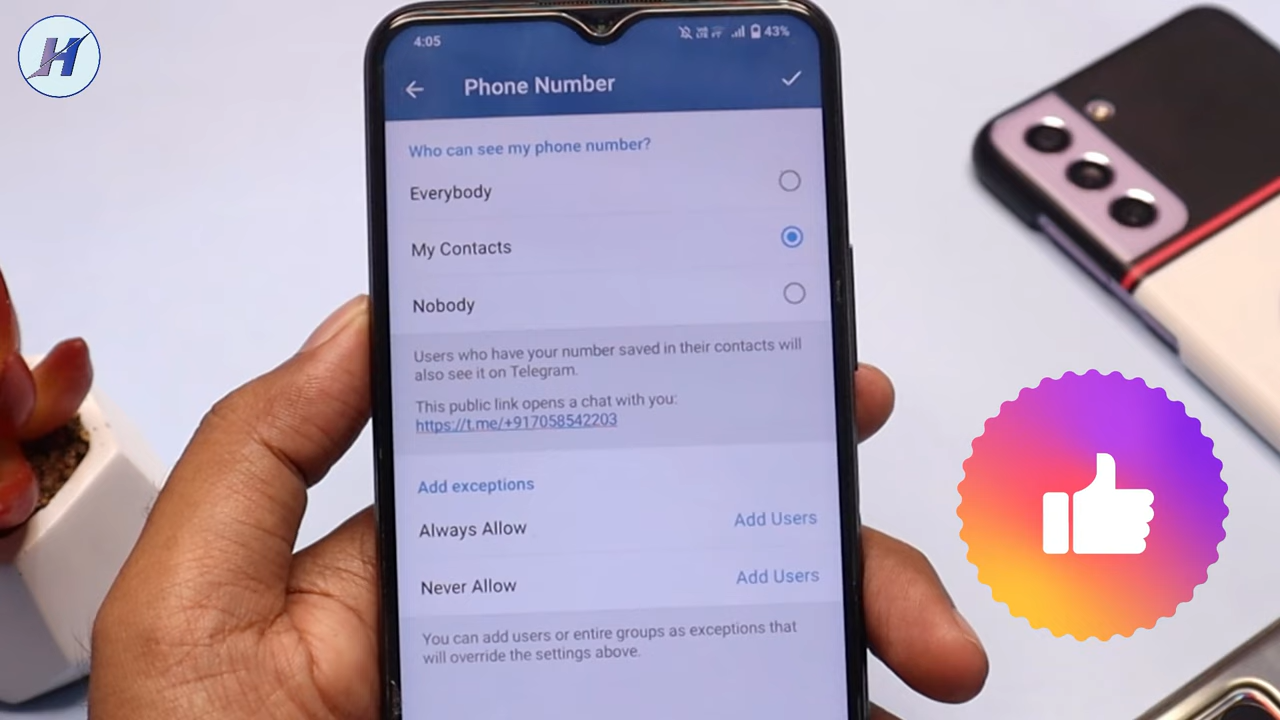 H
4:05
43%
Phone Number
Who can see my phone number?
Everybody
My Contacts
Nobody
Users who have your number saved in their contacts will
also see it on Telegram.
This public link opens a chat with you:
https://t.me/+917058542203
Add exceptions
Always Allow Add Users
Never Allow Add Users
You can add users or entire groups as exceptions that
will override the settings above.